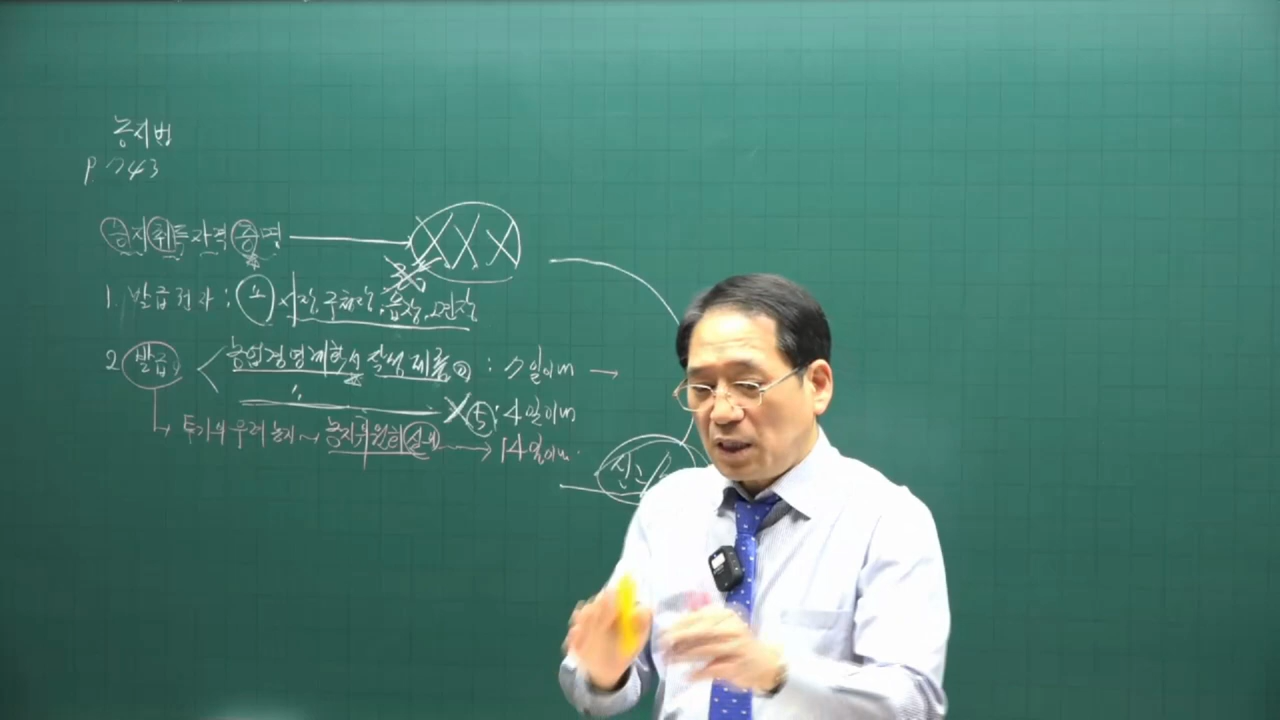 농지법
P.743
농지취득자격증명 → XXX
1. 발급권자 : 시 X 시장, 구청장, 읍장, 면장
2 발급 < 농업경영계획서 작성 제출 ㅇ : 7일이내 →
〃 X : 4일이내
↳ 투기의 우려 농지 ~ 농지위원회 심의 → 14일이내.